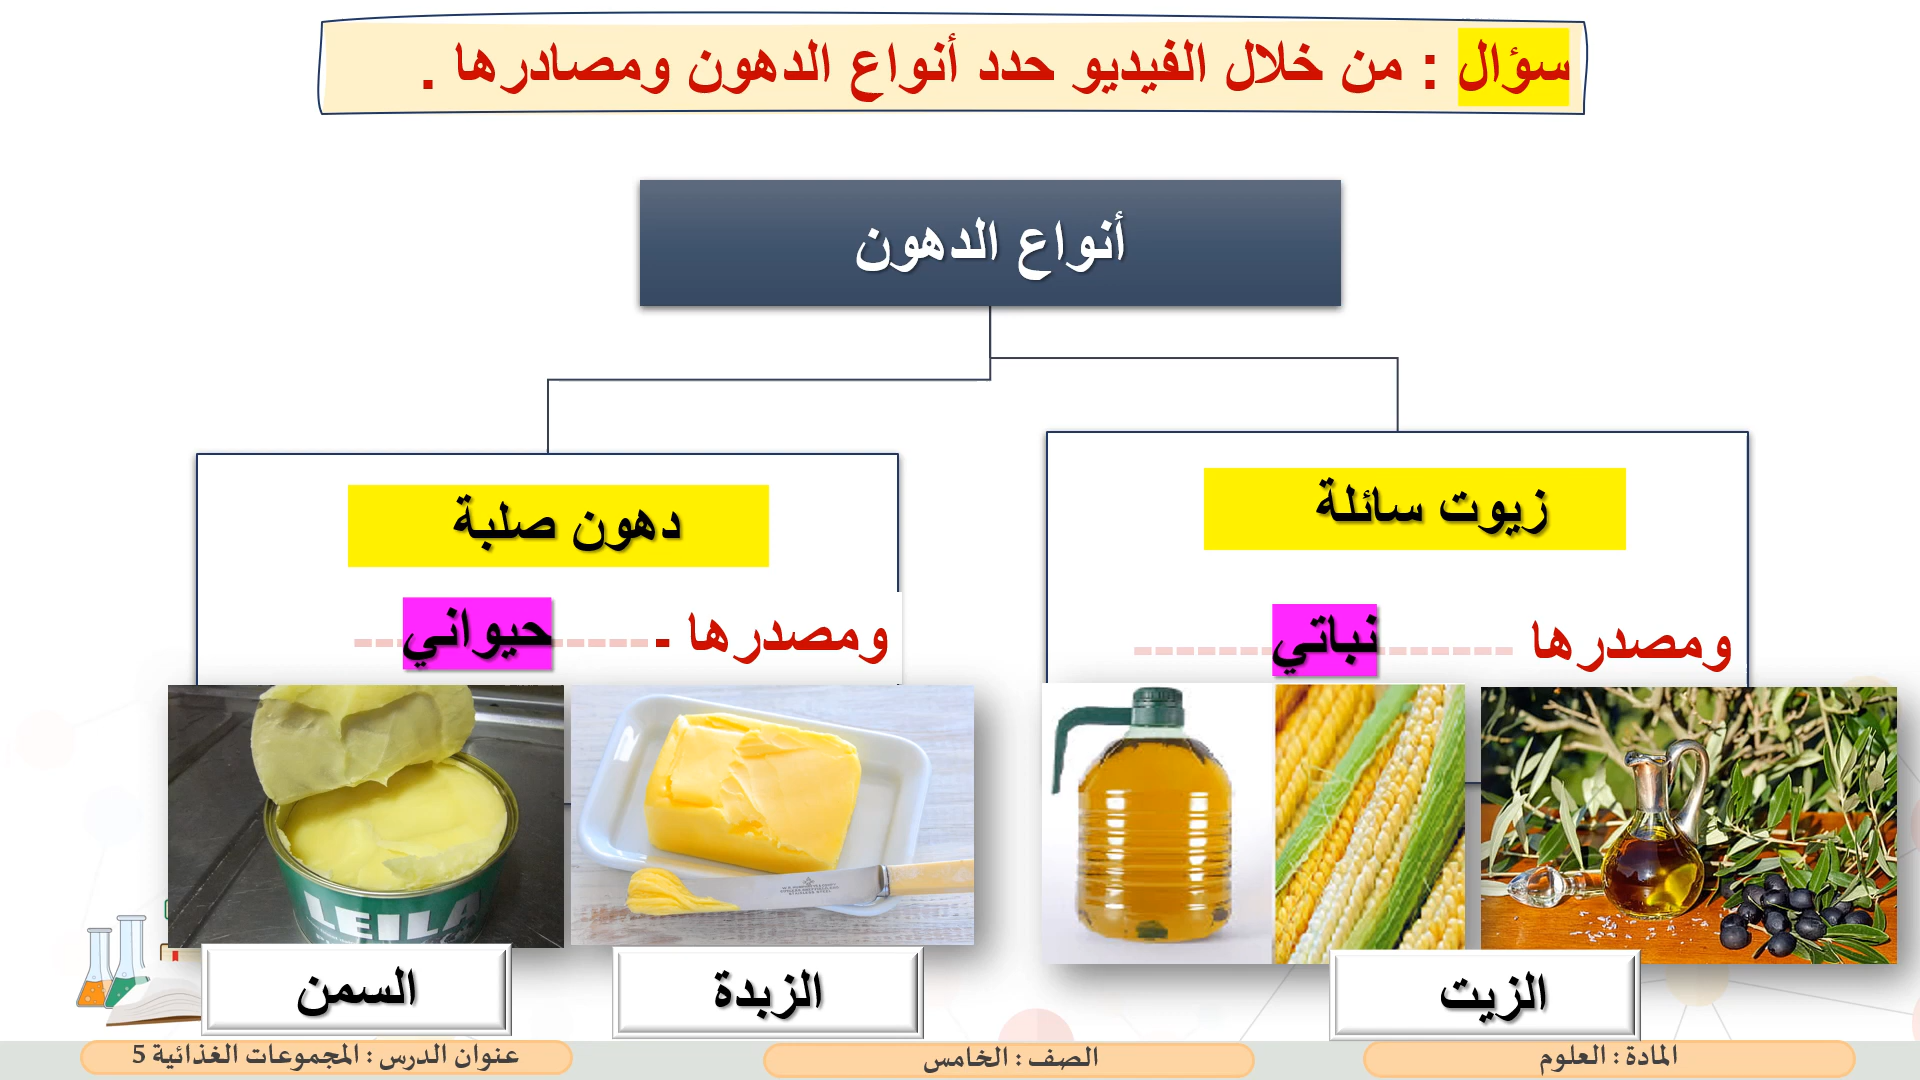 سؤال : من خلال الفيديو حدد أنواع الدهون ومصادرها .
أنواع الدهون
زيوت سائلة
ومصدرها ------ نباتي ------
دهون صلبة
ومصدرها - ------ حيواني --
LEILA
الزيت
الزبدة
السمن
المادة : العلوم
الصف : الخامس
عنوان الدرس : المجموعات الغذائية 5